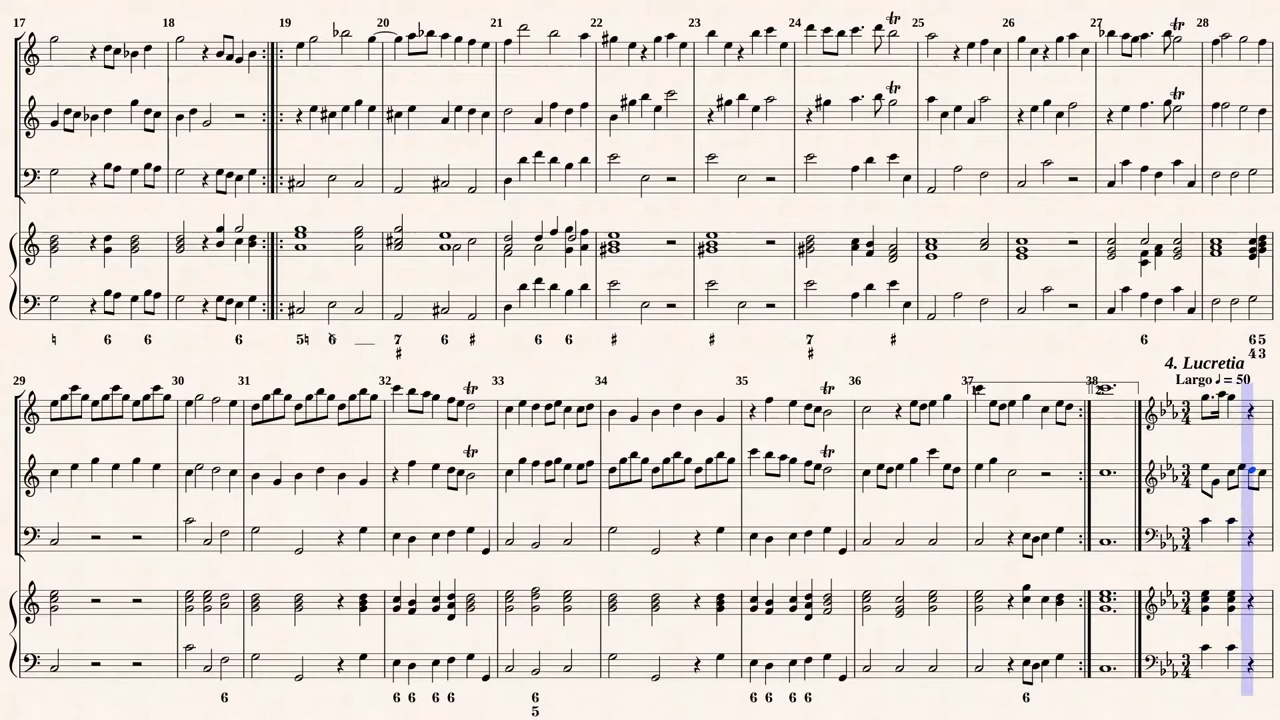 17 18 19 20 21 22 23 24 25 26 27 28
tr tr
tr tr
♮ 6 6 6 5♮ 6 7 6 ♯ 6 6 ♯ ♯ 7 ♯ 6 6 5
♯ ♯ 4 3
4. Lucretia
29 30 31 32 33 34 35 36 37 38 Largo ♩ = 50
tr tr
tr tr
3 4
6 6 6 6 6 6 6 6 6 6 6
5